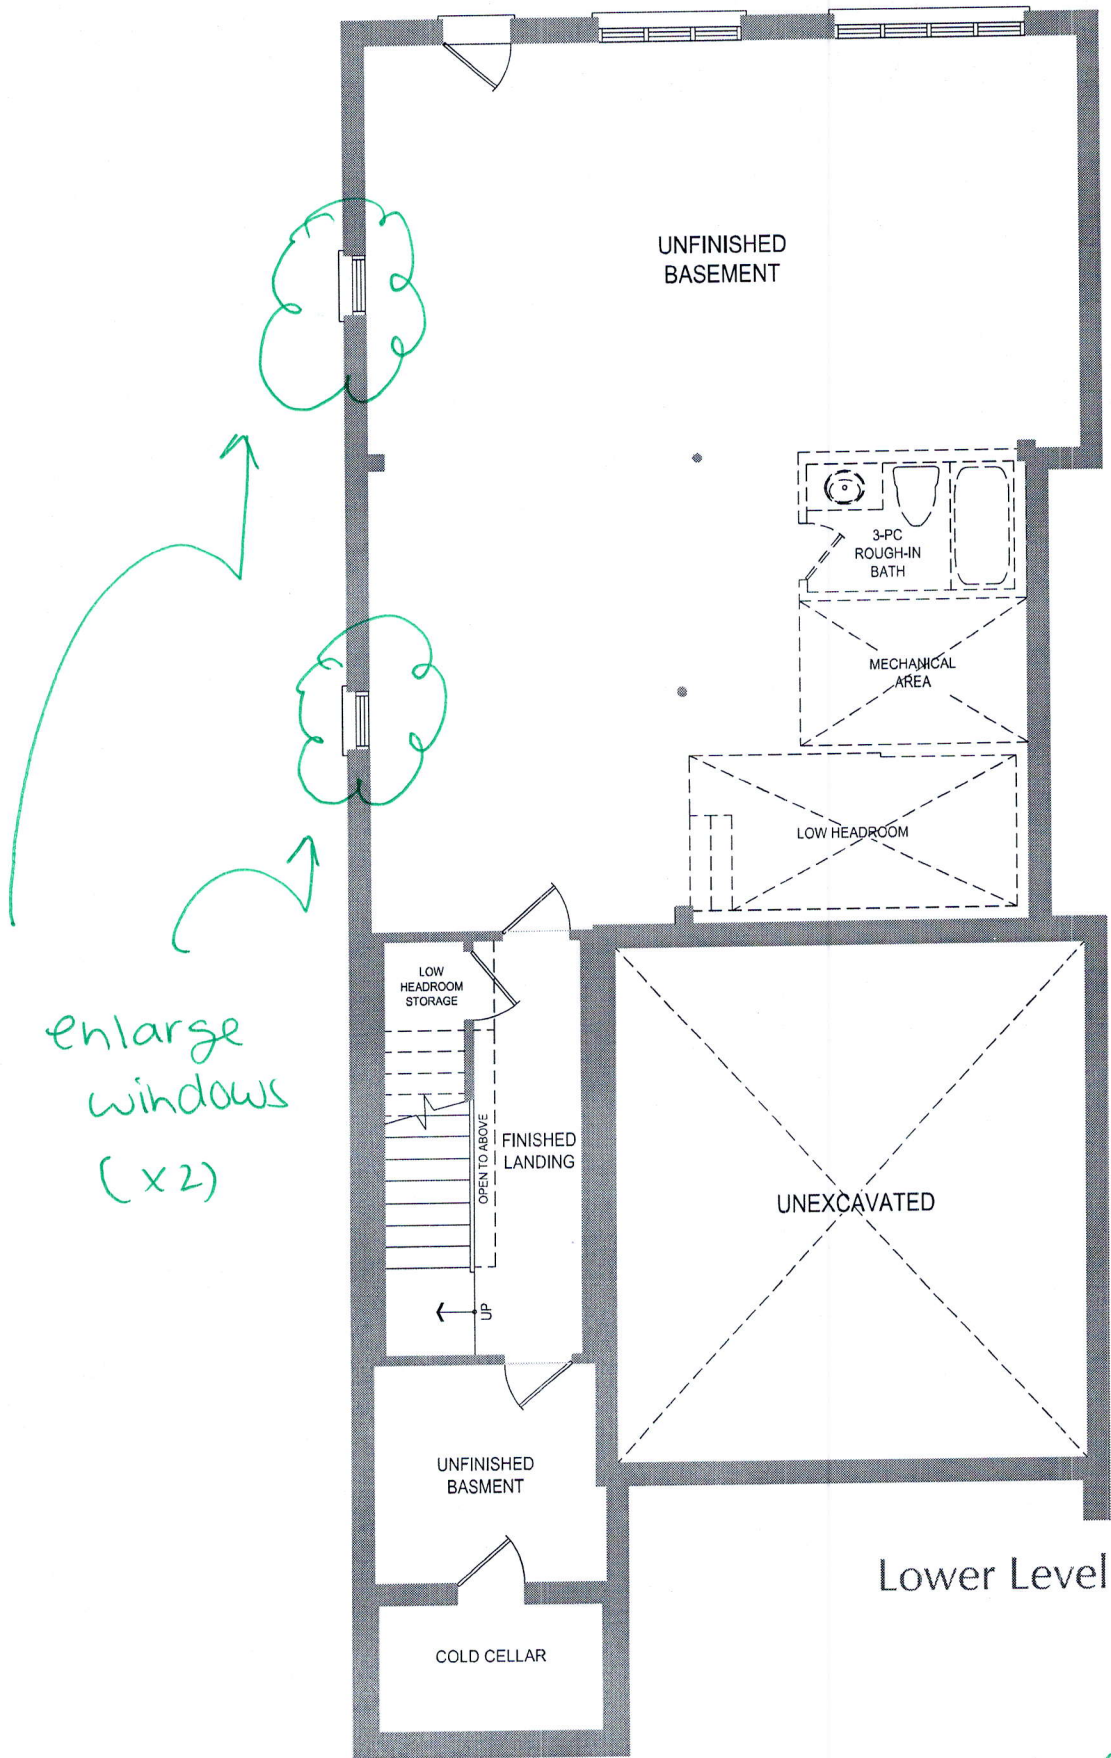 UNFINISHED
BASEMENT
3-PC
ROUGH-IN
BATH
MECHANICAL
AREA
LOW HEADROOM
LOW
HEADROOM
STORAGE
enlarge
windows
(x2)
OPEN TO ABOVE
FINISHED
LANDING
UNEXCAVATED
UP
UNFINISHED
BASMENT
Lower Level
COLD CELLAR